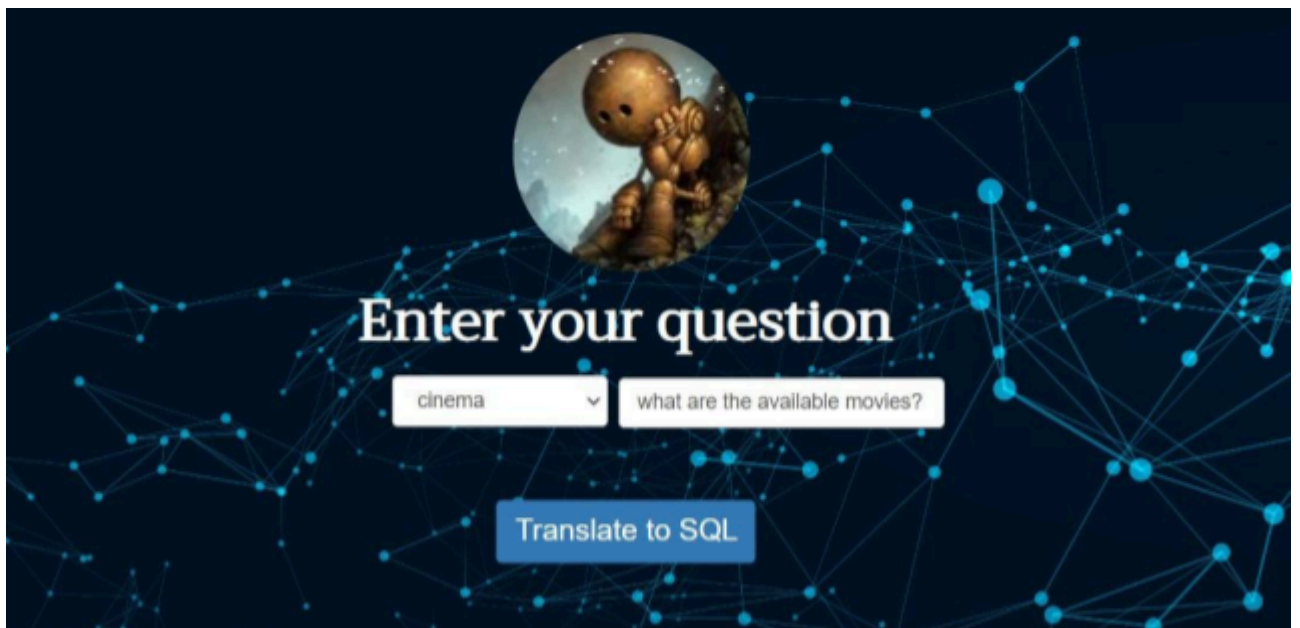 Enter your question
cinema what are the available movies?
Translate to SQL